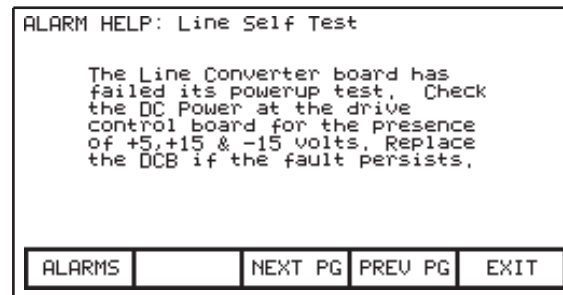 ALARM HELP: Line Self Test
The Line Converter board has
failed its powerup test. Check
the DC Power at the drive
control board for the presence
of +5,+15 & -15 volts. Replace
the DCB if the fault persists.
ALARMS NEXT PG PREV PG EXIT